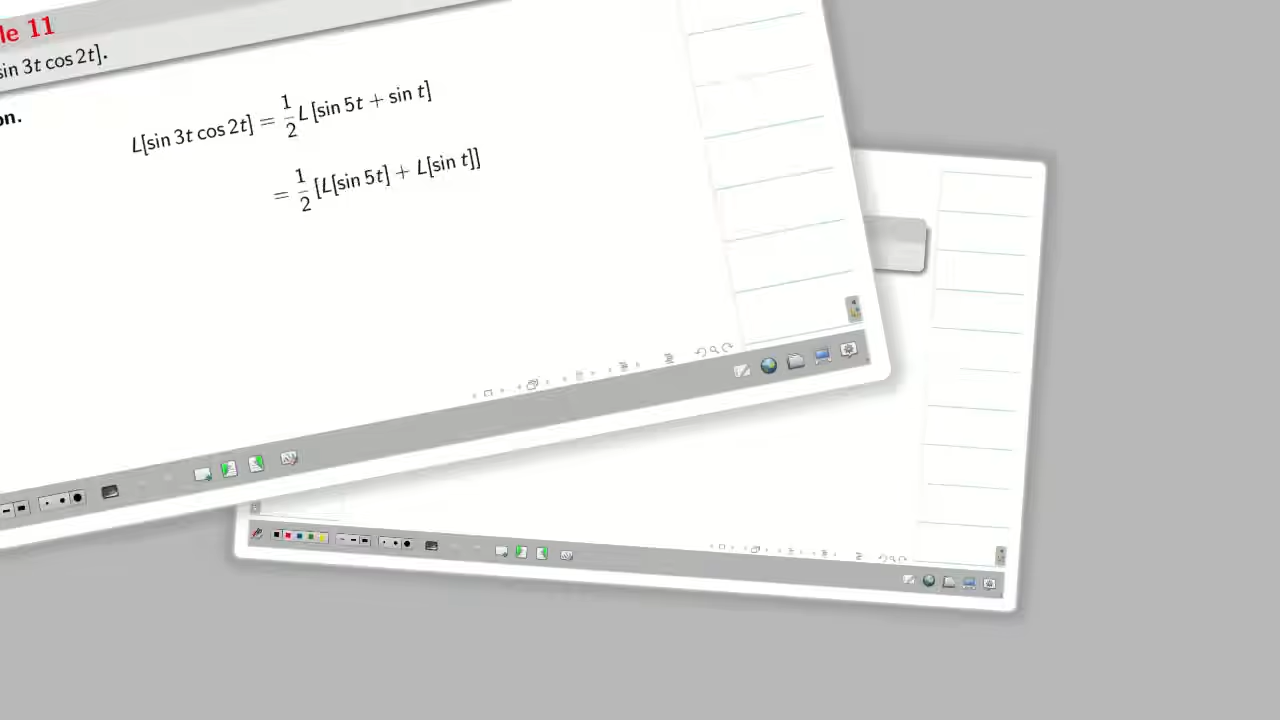 le 11
sin 3t cos 2t].
on.
L[sin 3t cos 2t] = 1/2 L [sin 5t + sin t]
= 1/2 [L[sin 5t] + L[sin t]]